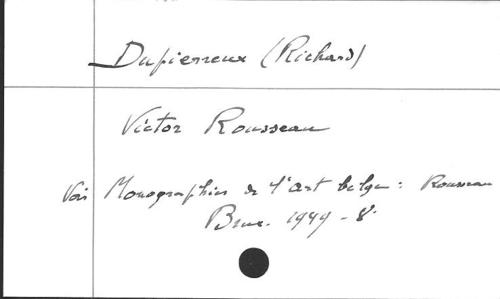 Dupierreux (Richard)
Victor Rousseau
Voir Monographies de l'Art belge : Rousseau
Brux. 1949 - 8°